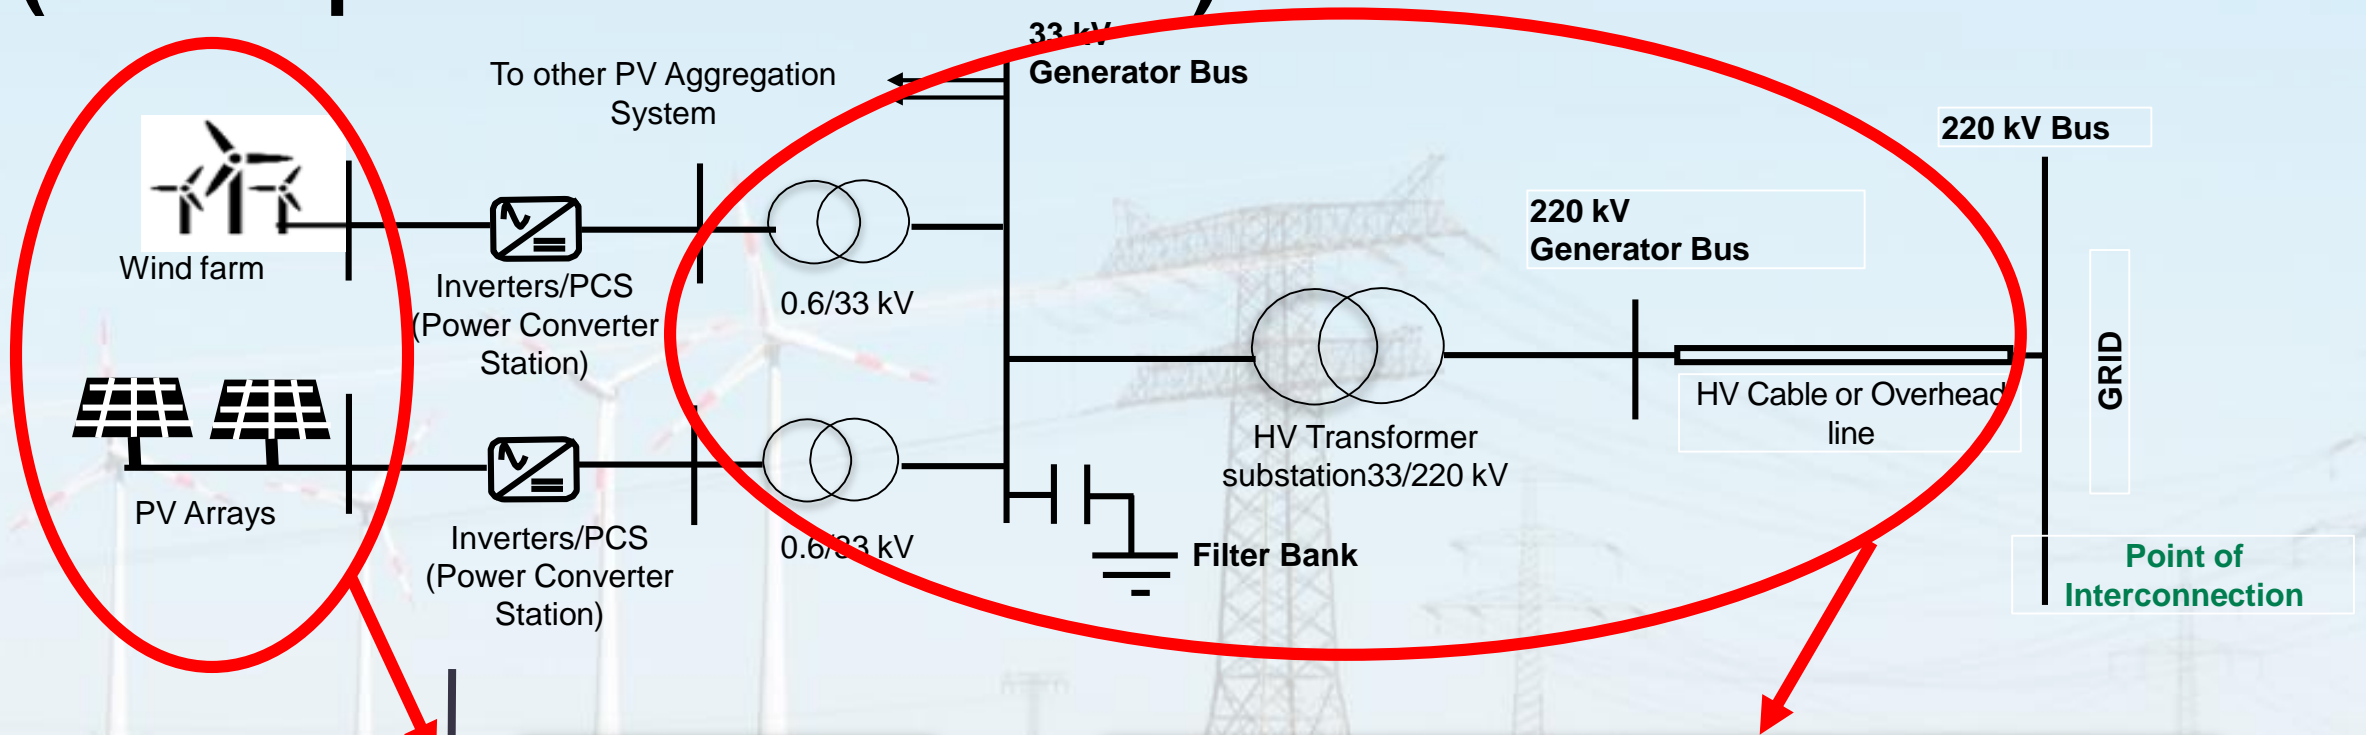 33 kV
Generator Bus
To other PV Aggregation
System
220 kV Bus
220 kV
Generator Bus
Wind farm
Inverters/PCS
(Power Converter
Station)
0.6/33 kV
GRID
HV Cable or Overhead
line
HV Transformer
substation33/220 kV
PV Arrays
Inverters/PCS
(Power Converter
Station)
0.6/33 kV
Filter Bank
Point of
Interconnection